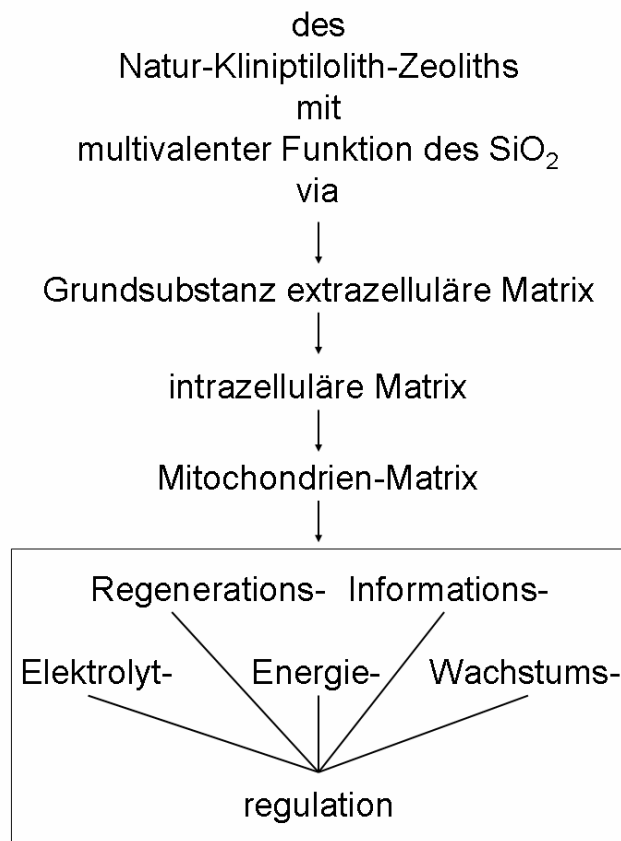 des
Natur-Kliniptilolith-Zeoliths
mit
multivalenter Funktion des SiO₂
via
Grundsubstanz extrazelluläre Matrix
intrazelluläre Matrix
Mitochondrien-Matrix
Regenerations- Informations-
Elektrolyt- Energie- Wachstums-
regulation